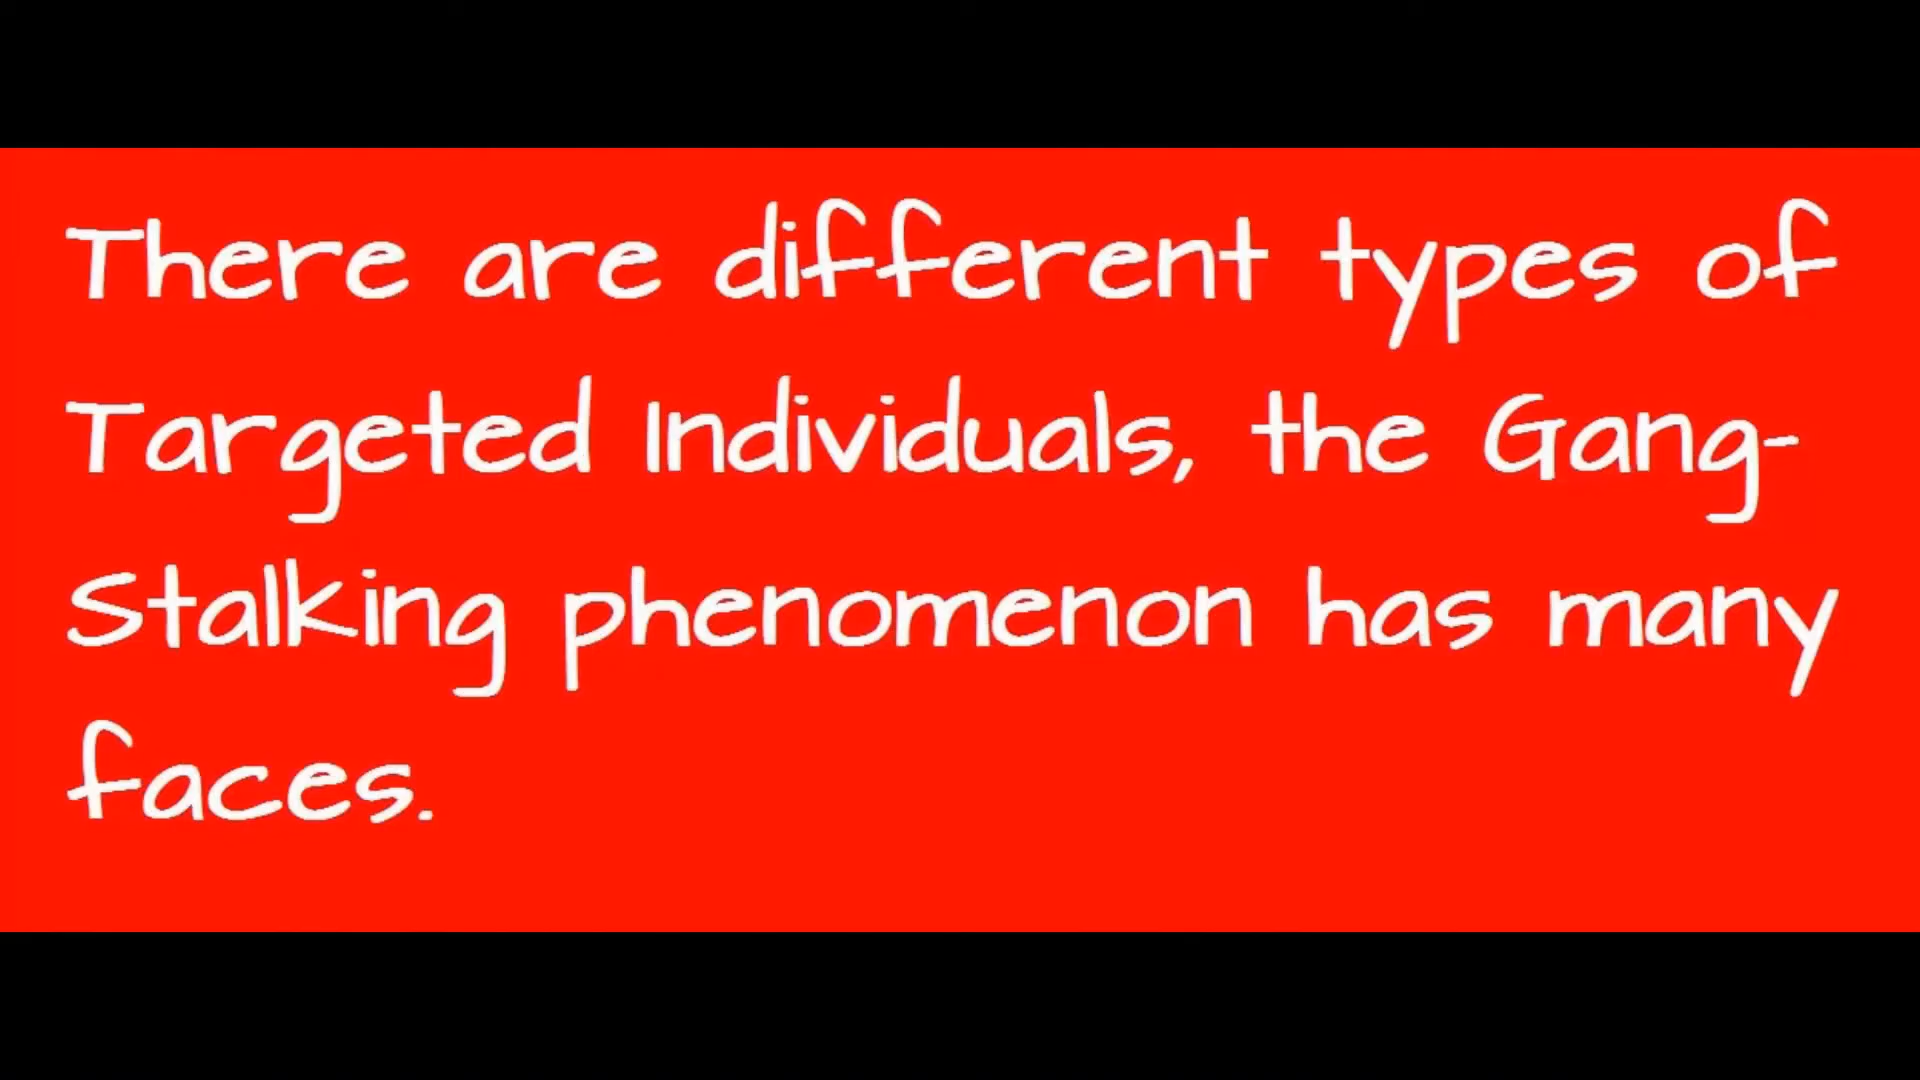 There are different types of
Targeted Individuals, the Gang-
Stalking phenomenon has many
faces.